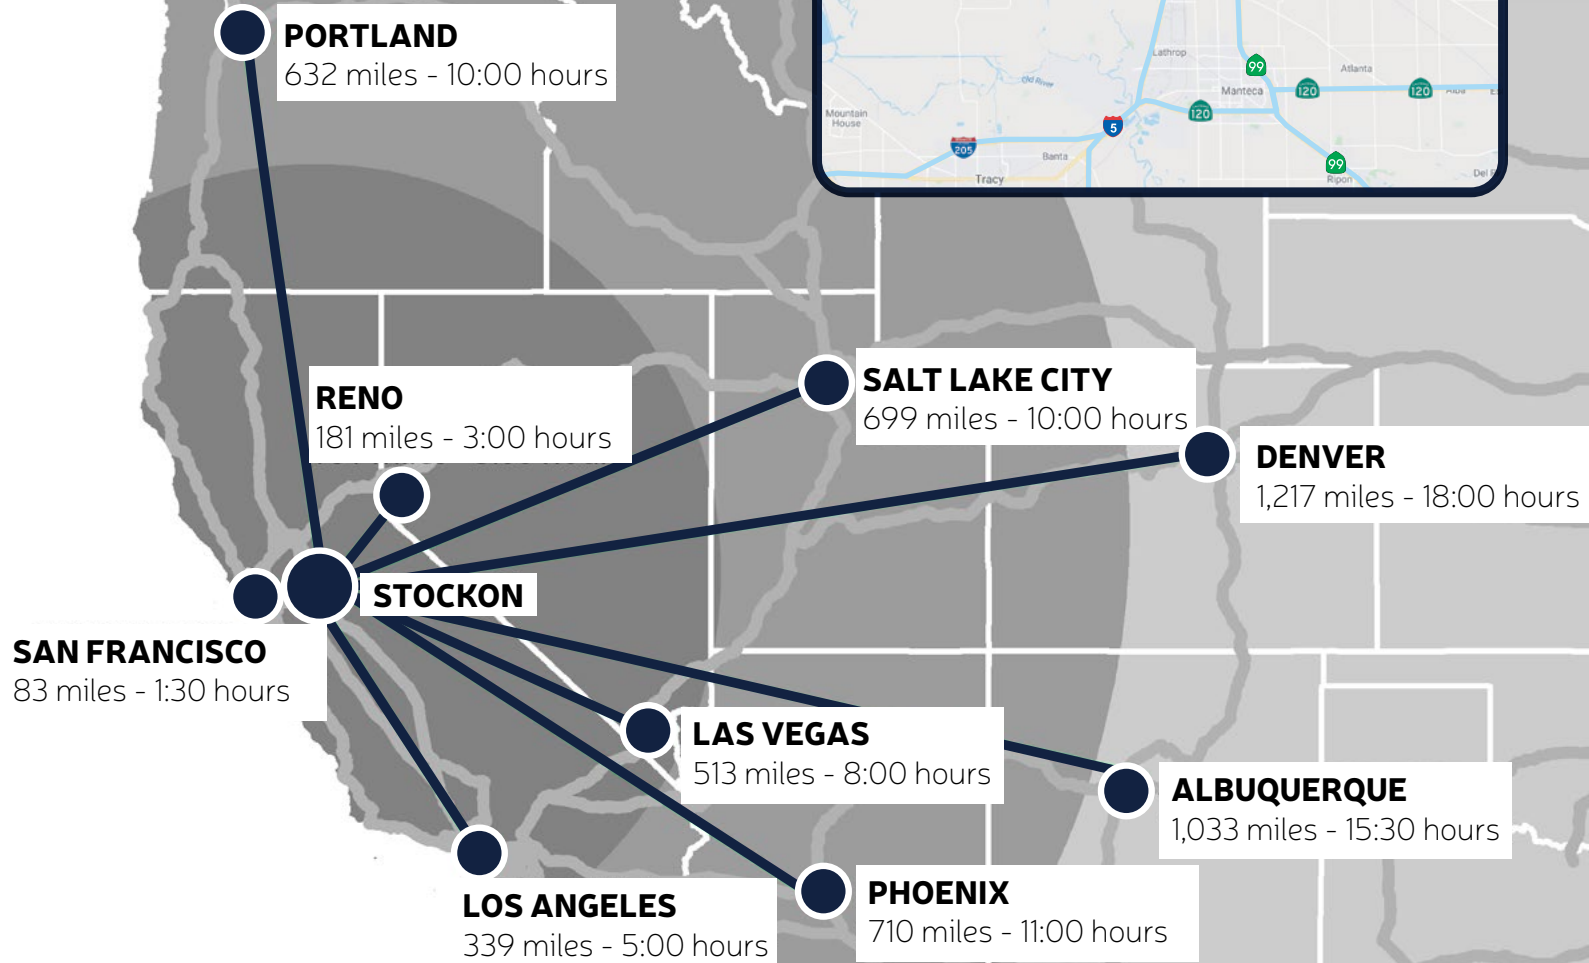 PORTLAND
632 miles - 10:00 hours
Lathrop
99
Atlanta
Old River
Manteca
120
120
Mountain
House
120
5
205
Banta
99
Tracy
Ripon
RENO
181 miles - 3:00 hours
SALT LAKE CITY
699 miles - 10:00 hours
DENVER
1,217 miles - 18:00 hours
STOCKON
SAN FRANCISCO
83 miles - 1:30 hours
LAS VEGAS
513 miles - 8:00 hours
ALBUQUERQUE
1,033 miles - 15:30 hours
LOS ANGELES
339 miles - 5:00 hours
PHOENIX
710 miles - 11:00 hours